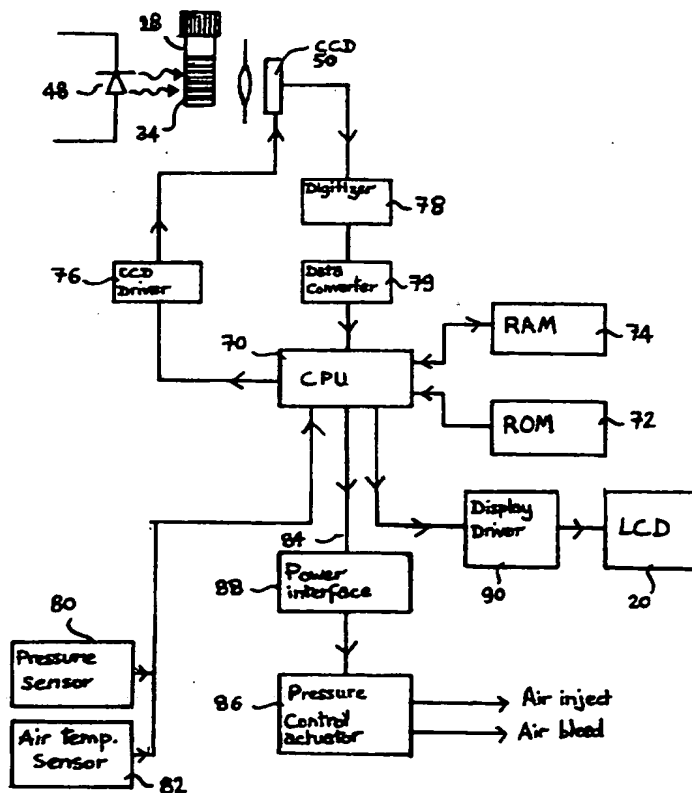 18
CCD
50
48
34
Digitizer
78
76
CCD
Driver
Data
Converter
79
70
CPU
RAM
74
ROM
72
84
Display
Driver
90
LCD
20
88
Power
interface
80
Pressure
Sensor
86
Pressure
Control
actuator
Air inject
Air bleed
Air temp.
Sensor
82